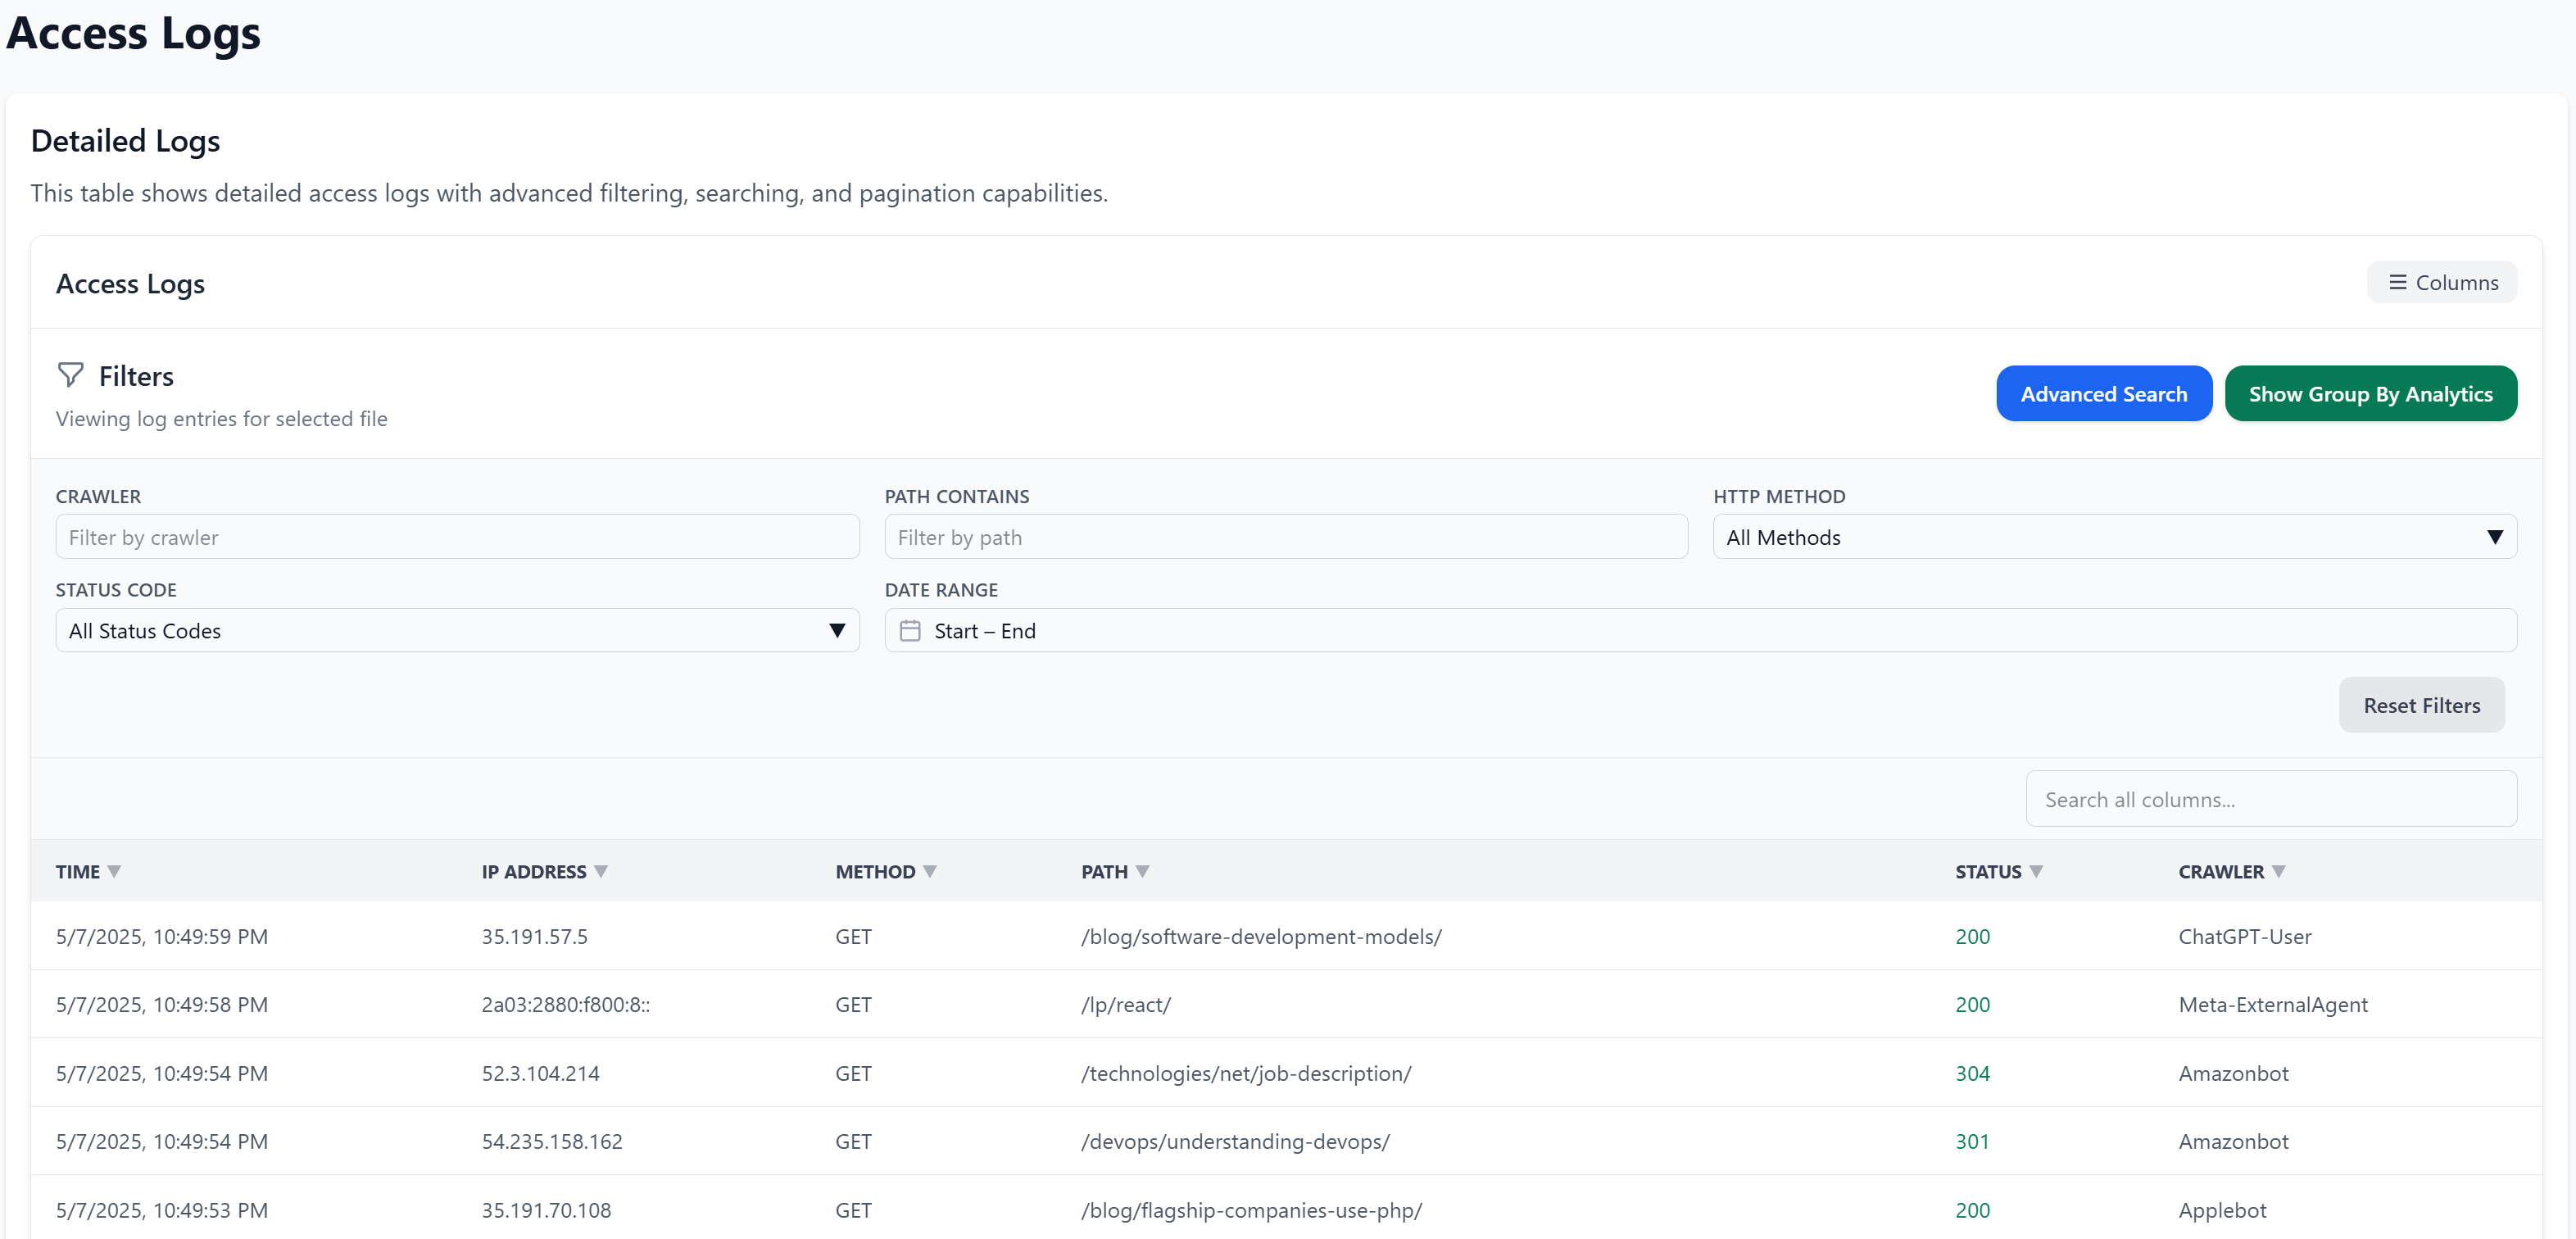 Access Logs
Detailed Logs
This table shows detailed access logs with advanced filtering, searching, and pagination capabilities.
Access Logs
Columns
Filters
Viewing log entries for selected file
Advanced Search
Show Group By Analytics
CRAWLER
PATH CONTAINS
HTTP METHOD
Filter by crawler
Filter by path
All Methods
STATUS CODE
DATE RANGE
All Status Codes
Start – End
Reset Filters
Search all columns...
TIME IP ADDRESS METHOD PATH STATUS CRAWLER
5/7/2025, 10:49:59 PM 35.191.57.5 GET /blog/software-development-models/ 200 ChatGPT-User
5/7/2025, 10:49:58 PM 2a03:2880:f800:8:: GET /lp/react/ 200 Meta-ExternalAgent
5/7/2025, 10:49:54 PM 52.3.104.214 GET /technologies/net/job-description/ 304 Amazonbot
5/7/2025, 10:49:54 PM 54.235.158.162 GET /devops/understanding-devops/ 301 Amazonbot
5/7/2025, 10:49:53 PM 35.191.70.108 GET /blog/flagship-companies-use-php/ 200 Applebot